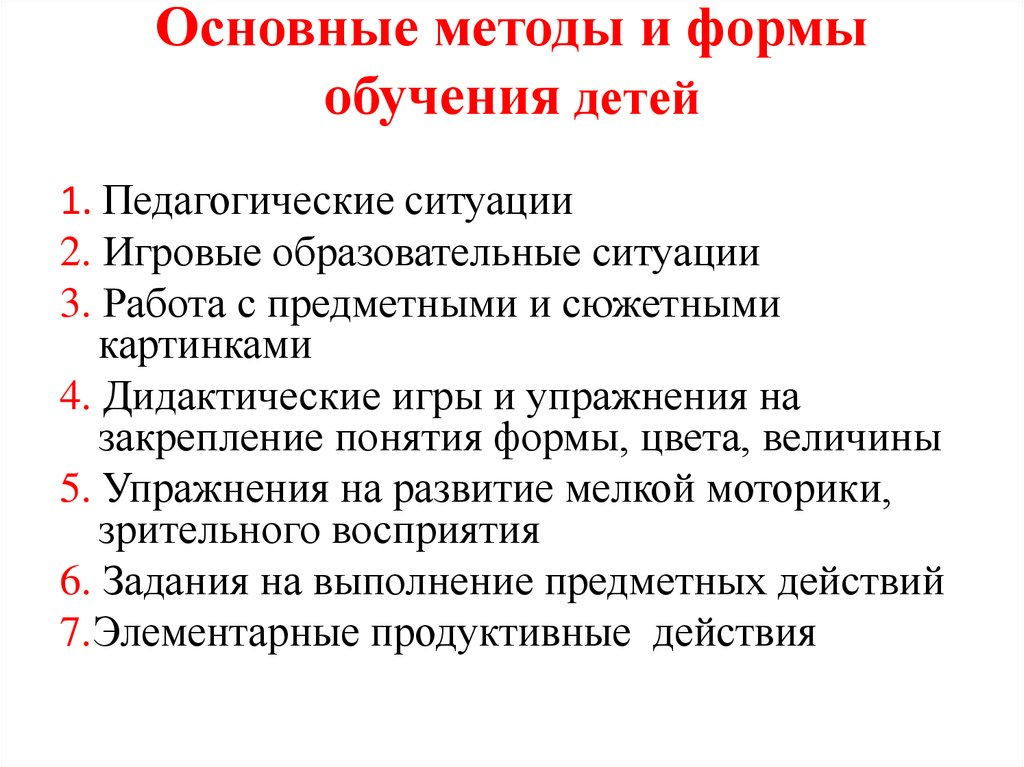 Основные методы и формы
обучения детей
1. Педагогические ситуации
2. Игровые образовательные ситуации
3. Работа с предметными и сюжетными
картинками
4. Дидактические игры и упражнения на
закрепление понятия формы, цвета, величины
5. Упражнения на развитие мелкой моторики,
зрительного восприятия
6. Задания на выполнение предметных действий
7.Элементарные продуктивные  действия